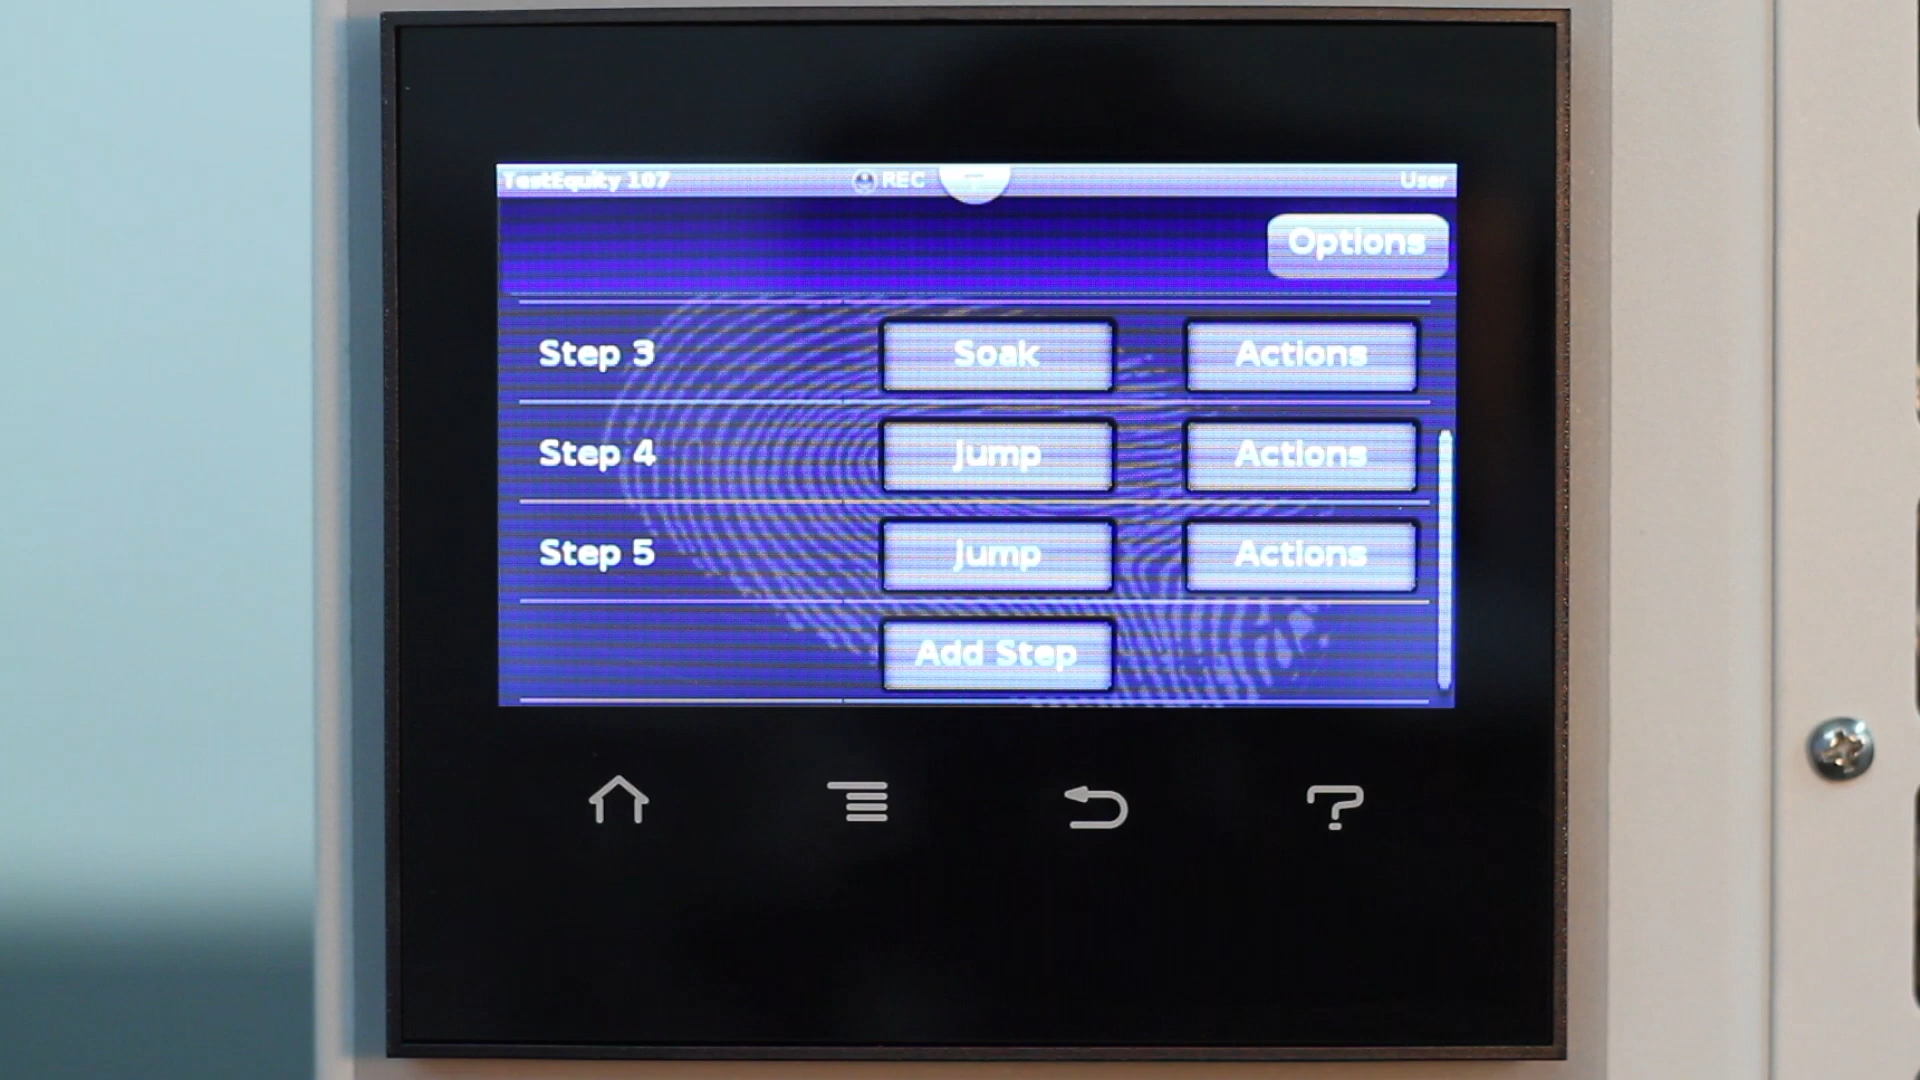 TestEquity 107 REC User
Options
Step 3 Soak Actions
Step 4 Jump Actions
Step 5 Jump Actions
Add Step